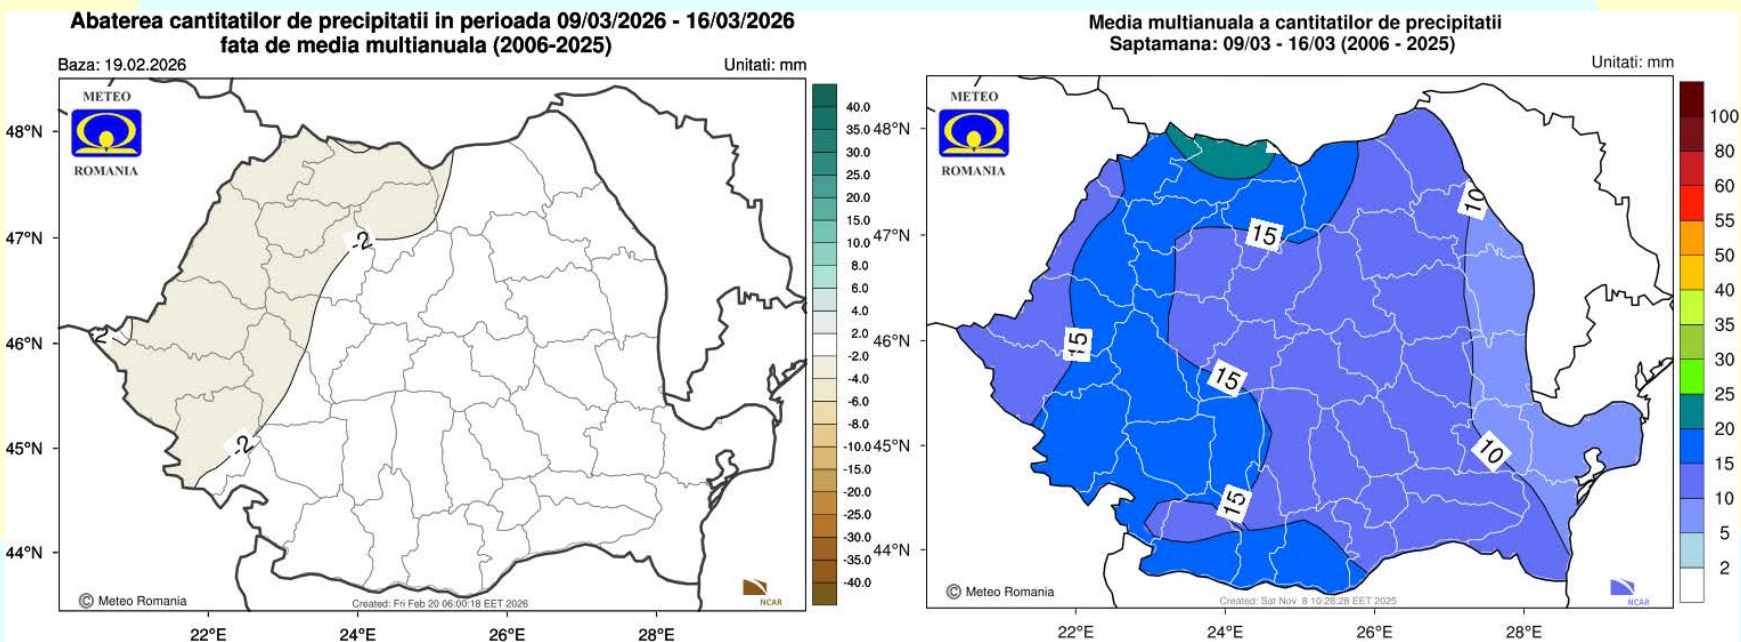 Abaterea cantitatilor de precipitatii in perioada 09/03/2026 - 16/03/2026
fata de media multianuala (2006-2025)
Baza: 19.02.2026
Unitati: mm
METEO
ROMANIA
48°N
47°N
46°N
45°N
44°N
22°E
24°E
26°E
28°E
-2
-2
© Meteo Romania
Created: Fri Feb 20 06:00:18 EET 2026
NCAR
40.0
35.0
30.0
25.0
20.0
15.0
10.0
8.0
6.0
4.0
2.0
-2.0
-4.0
-6.0
-8.0
-10.0
-15.0
-20.0
-25.0
-30.0
-35.0
-40.0
Media multianuala a cantitatilor de precipitatii
Saptamana: 09/03 - 16/03 (2006 - 2025)
Unitati: mm
METEO
ROMANIA
48°N
47°N
46°N
45°N
44°N
22°E
24°E
26°E
28°E
10
15
15
15
10
15
© Meteo Romania
Created: Sat Nov 8 10:28:28 EET 2025
NCAR
100
80
60
55
50
40
35
30
25
20
15
10
5
2